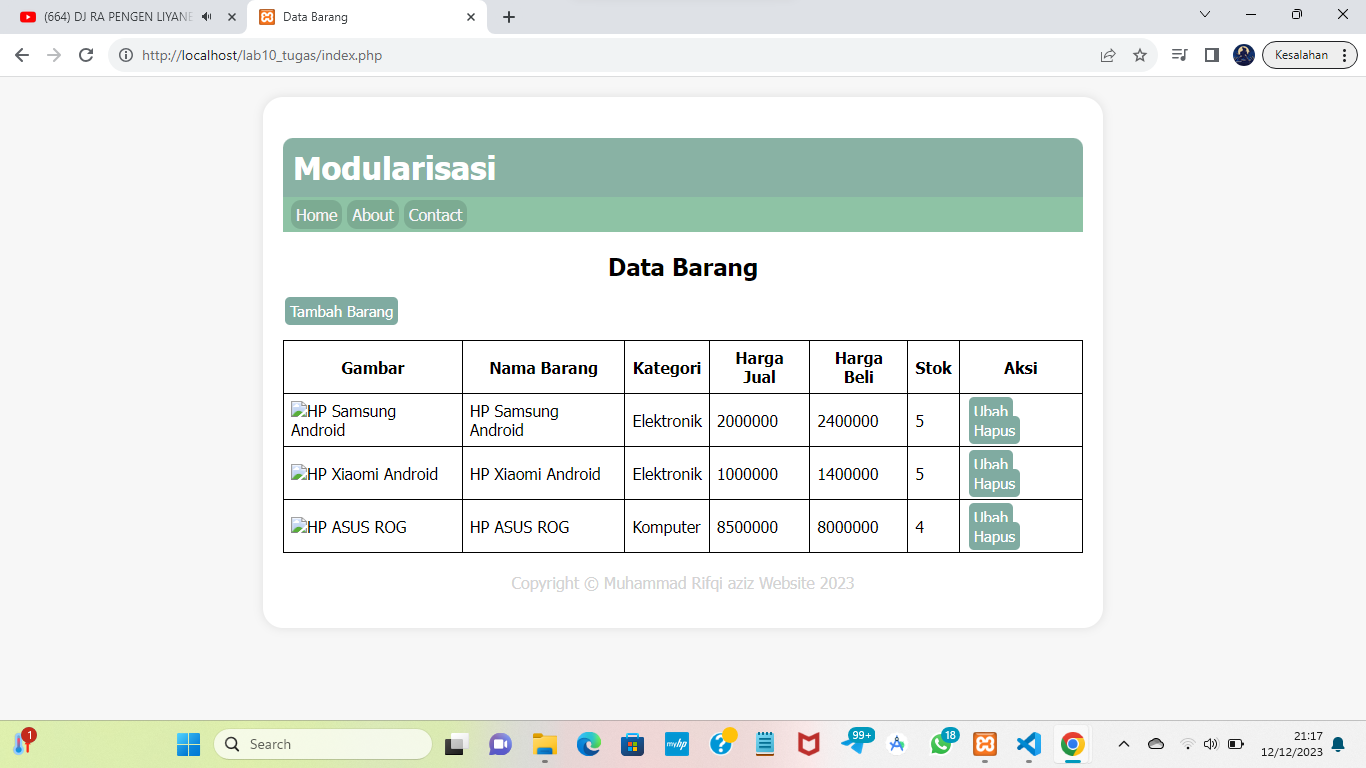 (664) DJ RA PENGEN LIYANE
Data Barang
http://localhost/lab10_tugas/index.php
Kesalahan
Modularisasi
Home About Contact
Data Barang
Tambah Barang
Gambar Nama Barang Kategori Harga Jual Harga Beli Stok Aksi
HP Samsung Android HP Samsung Android Elektronik 2000000 2400000 5 Ubah Hapus
HP Xiaomi Android HP Xiaomi Android Elektronik 1000000 1400000 5 Ubah Hapus
HP ASUS ROG HP ASUS ROG Komputer 8500000 8000000 4 Ubah Hapus
Copyright © Muhammad Rifqi aziz Website 2023
1
Search
myhp
99+
18
21:17
12/12/2023